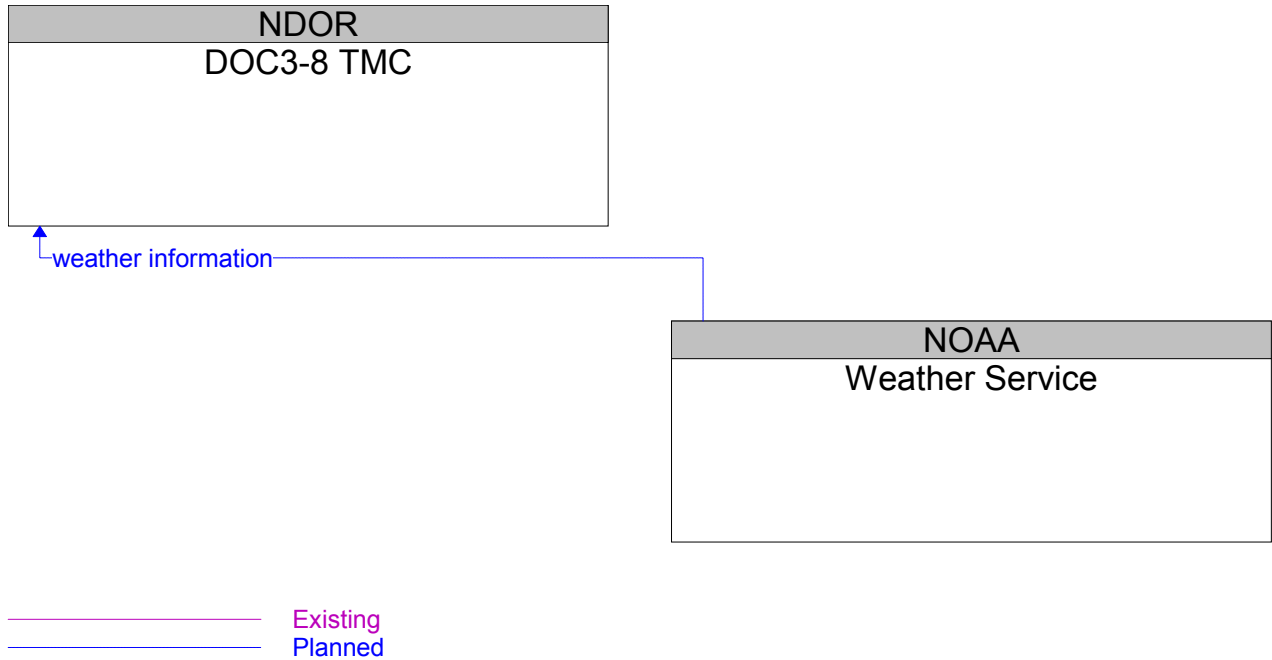 NDOR
DOC3-8 TMC
weather information
NOAA
Weather Service
Existing
Planned